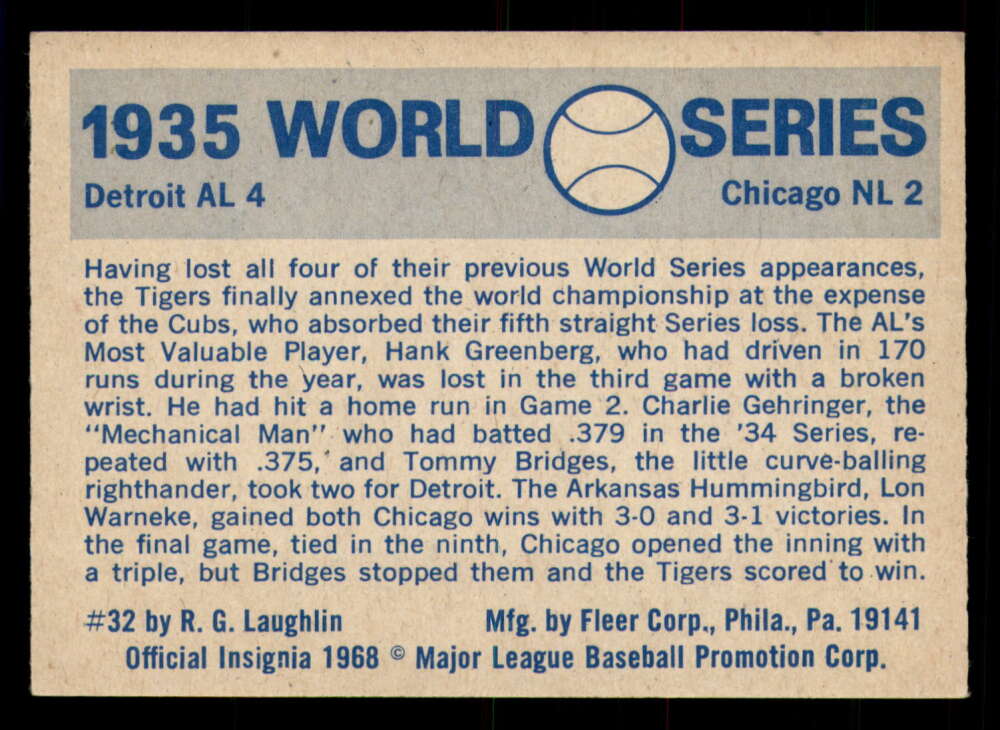 1935 WORLD SERIES
Detroit AL 4 Chicago NL 2
Having lost all four of their previous World Series appearances,
the Tigers finally annexed the world championship at the expense
of the Cubs, who absorbed their fifth straight Series loss. The AL's
Most Valuable Player, Hank Greenberg, who had driven in 170
runs during the year, was lost in the third game with a broken
wrist. He had hit a home run in Game 2. Charlie Gehringer, the
"Mechanical Man" who had batted .379 in the '34 Series, re-
peated with .375, and Tommy Bridges, the little curve-balling
righthander, took two for Detroit. The Arkansas Hummingbird, Lon
Warneke, gained both Chicago wins with 3-0 and 3-1 victories. In
the final game, tied in the ninth, Chicago opened the inning with
a triple, but Bridges stopped them and the Tigers scored to win.
#32 by R. G. Laughlin Mfg. by Fleer Corp., Phila., Pa. 19141
Official Insignia 1968 © Major League Baseball Promotion Corp.